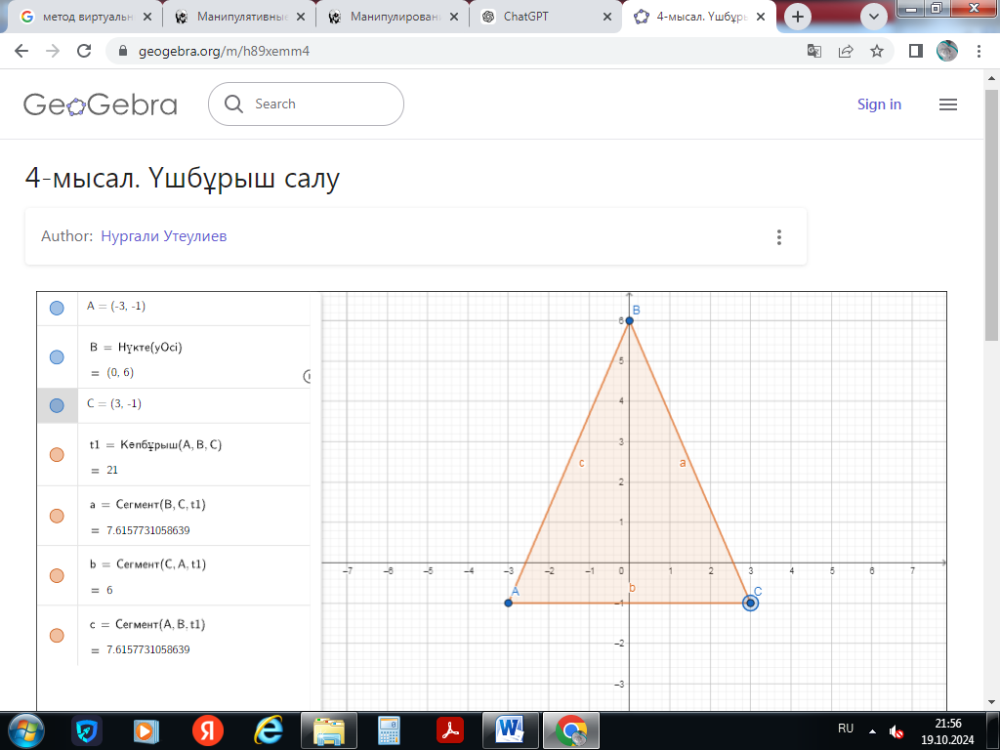 метод виртуальн
Манипулятивные
Манипулирован
ChatGPT
4-мысал. Үшбұры
geogebra.org/m/h89xemm4
GeoGebra
Search
Sign in
4-мысал. Үшбұрыш салу
Author: Нургали Утеулиев
A = (-3, -1)
B = Нүкте(yOci)
= (0, 6)
C = (3, -1)
t1 = Көпбұрыш(A, B, C)
= 21
a = Сегмент(B, C, t1)
= 7.6157731058639
b = Сегмент(C, A, t1)
= 6
c = Сегмент(A, B, t1)
= 7.6157731058639
B
6
5
4
3
c
a
2
1
−7 −6 −5 −4 −3 −2 −1 0 1 2 3 4 5 6 7
A
b
C
−1
−2
−3
RU
21:56
19.10.2024